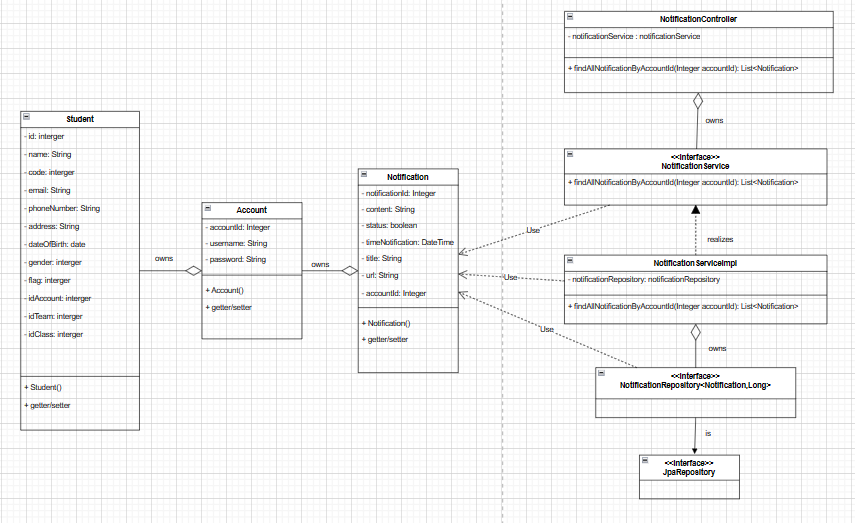 Student
- id: interger
- name: String
- code: interger
- email: String
- phoneNumber: String
- address: String
- dateOfBirth: date
- gender: interger
- flag: interger
- idAccount: interger
- idTeam: interger
- idClass: interger
+ Student()
+ getter/setter
owns
Account
- accountId: Integer
- username: String
- password: String
+ Account()
+ getter/setter
owns
Notification
- notificationId: Integer
- content: String
- status: boolean
- timeNotification: DateTime
- title: String
- url: String
- accountId: Integer
+ Notification()
+ getter/setter
Use
Use
Use
NotificationController
- notificationService : notificationService
+ findAllNotificationByAccountId(Integer accountId): List<Notification>
owns
<<Interface>>
Notification Service
+ findAllNotificationByAccountId(Integer accountId): List<Notification>
realizes
Notification ServiceImpl
- notificationRepository: notificationRepository
+ findAllNotificationByAccountId(Integer accountId): List<Notification>
owns
<<Interface>>
NotificationRepository<Notification,Long>
is
<<Interface>>
JpaRepository